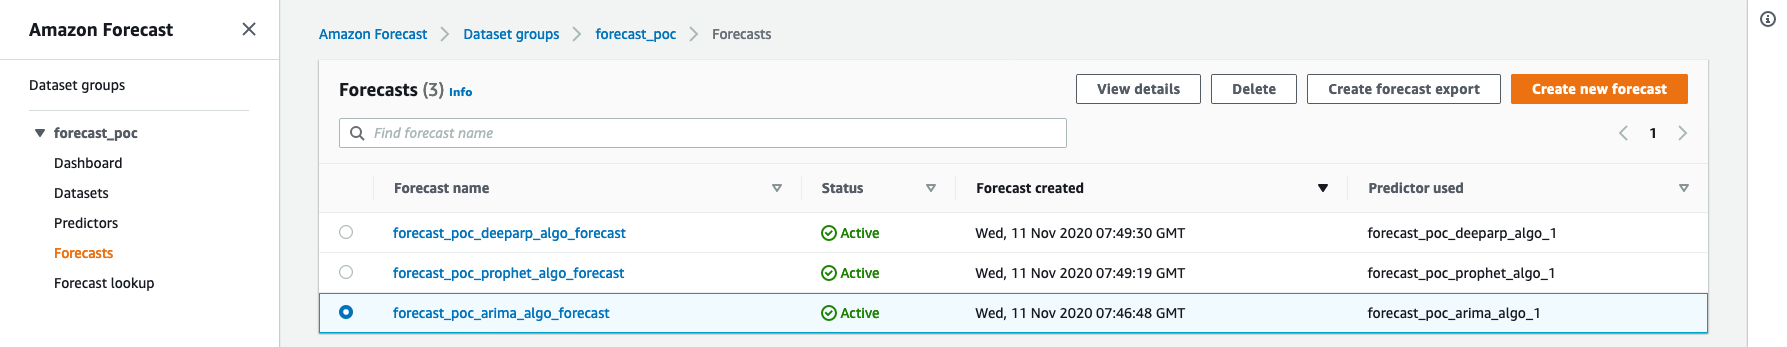 Amazon Forecast
Dataset groups
forecast_poc
Dashboard
Datasets
Predictors
Forecasts
Forecast lookup
Amazon Forecast Dataset groups forecast_poc Forecasts
Forecasts (3) Info
View details Delete Create forecast export Create new forecast
Find forecast name
1
Forecast name Status Forecast created Predictor used
forecast_poc_deeparp_algo_forecast Active Wed, 11 Nov 2020 07:49:30 GMT forecast_poc_deeparp_algo_1
forecast_poc_prophet_algo_forecast Active Wed, 11 Nov 2020 07:49:19 GMT forecast_poc_prophet_algo_1
forecast_poc_arima_algo_forecast Active Wed, 11 Nov 2020 07:46:48 GMT forecast_poc_arima_algo_1